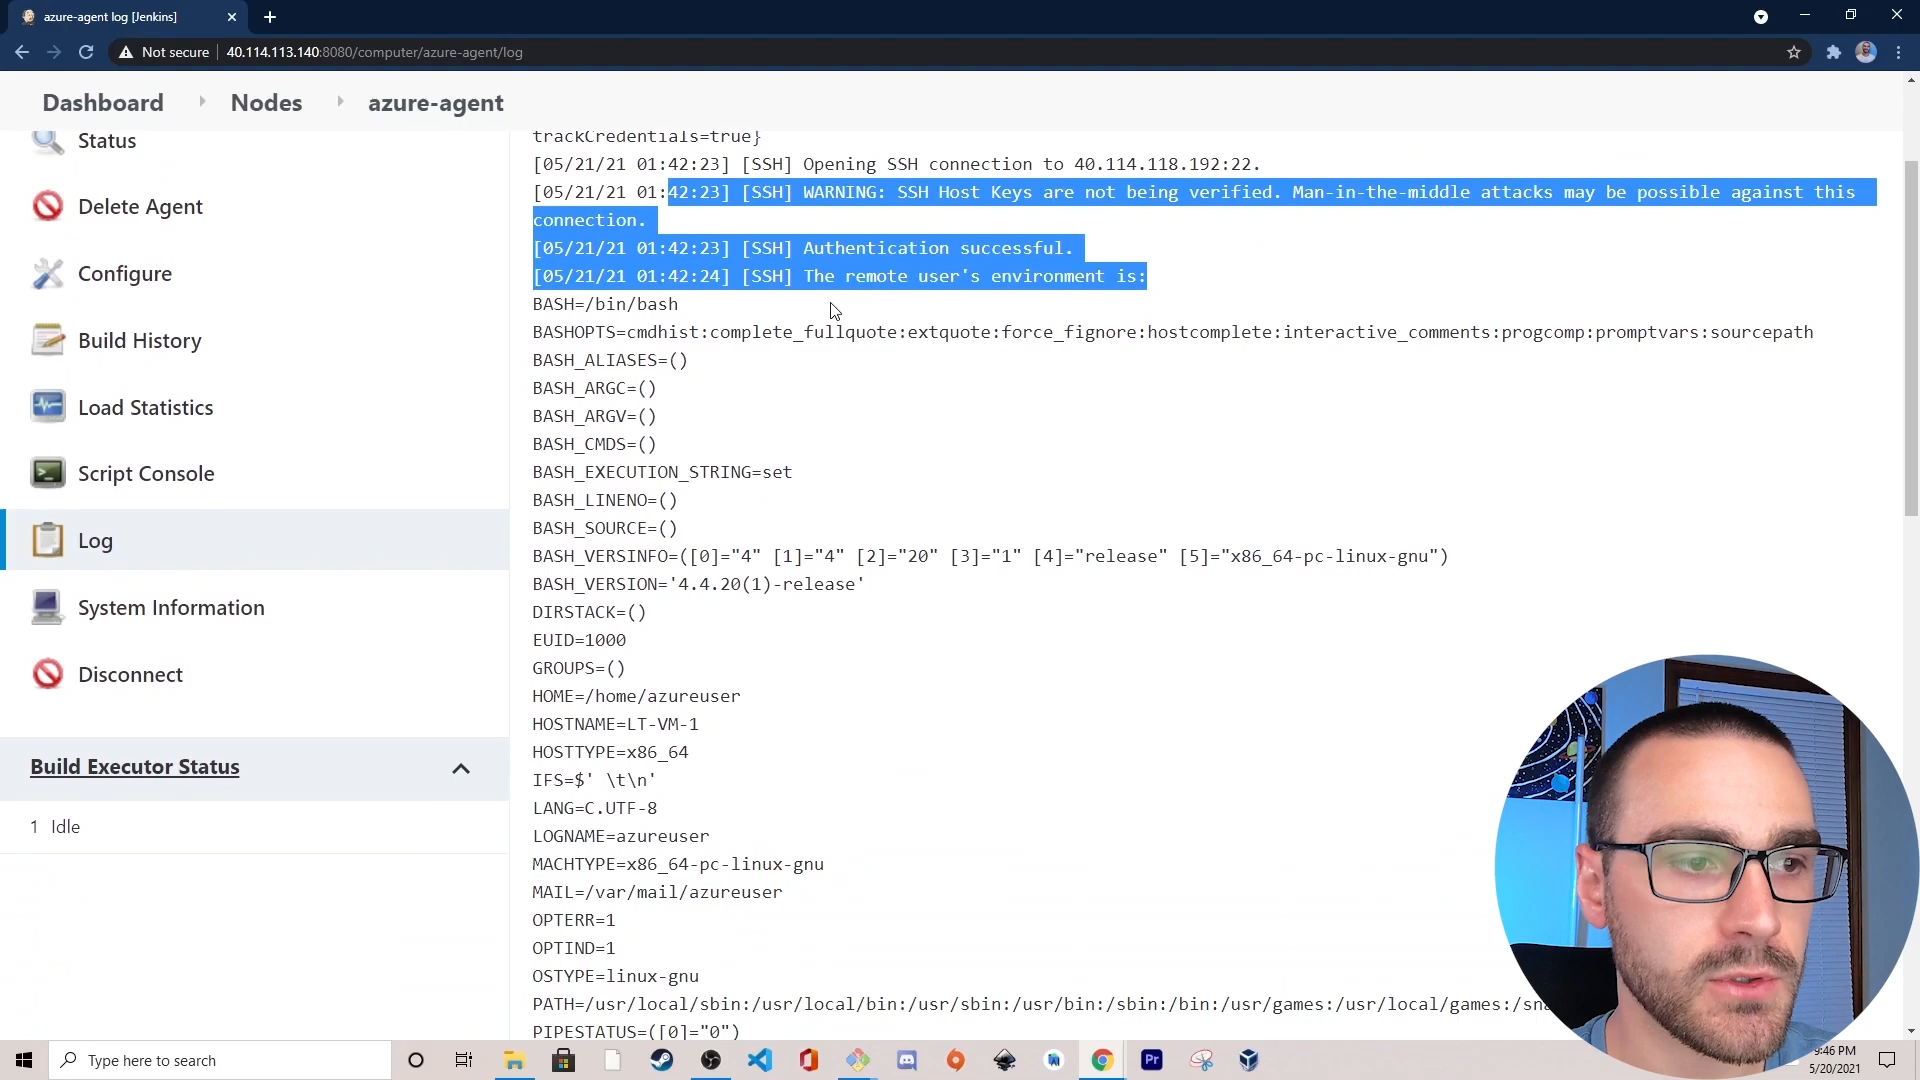 azure-agent log [Jenkins]
Not secure
40.114.113.140:8080/computer/azure-agent/log
Dashboard
Nodes
azure-agent
Status
Delete Agent
Configure
Build History
Load Statistics
Script Console
Log
System Information
Disconnect
Build Executor Status
1 Idle
trackCredentials=true}
[05/21/21 01:42:23] [SSH] Opening SSH connection to 40.114.118.192:22.
[05/21/21 01:42:23] [SSH] WARNING: SSH Host Keys are not being verified. Man-in-the-middle attacks may be possible against this
connection.
[05/21/21 01:42:23] [SSH] Authentication successful.
[05/21/21 01:42:24] [SSH] The remote user's environment is:
BASH=/bin/bash
BASHOPTS=cmdhist:complete_fullquote:extquote:force_fignore:hostcomplete:interactive_comments:progcomp:promptvars:sourcepath
BASH_ALIASES=()
BASH_ARGC=()
BASH_ARGV=()
BASH_CMDS=()
BASH_EXECUTION_STRING=set
BASH_LINENO=()
BASH_SOURCE=()
BASH_VERSINFO=([0]="4" [1]="4" [2]="20" [3]="1" [4]="release" [5]="x86_64-pc-linux-gnu")
BASH_VERSION='4.4.20(1)-release'
DIRSTACK=()
EUID=1000
GROUPS=()
HOME=/home/azureuser
HOSTNAME=LT-VM-1
HOSTTYPE=x86_64
IFS=$' \t\n'
LANG=C.UTF-8
LOGNAME=azureuser
MACHTYPE=x86_64-pc-linux-gnu
MAIL=/var/mail/azureuser
OPTERR=1
OPTIND=1
OSTYPE=linux-gnu
PATH=/usr/local/sbin:/usr/local/bin:/usr/sbin:/usr/bin:/sbin:/bin:/usr/games:/usr/local/games:/sna
PIPESTATUS=([0]="0")
Type here to search
Pr
9:46 PM
5/20/2021